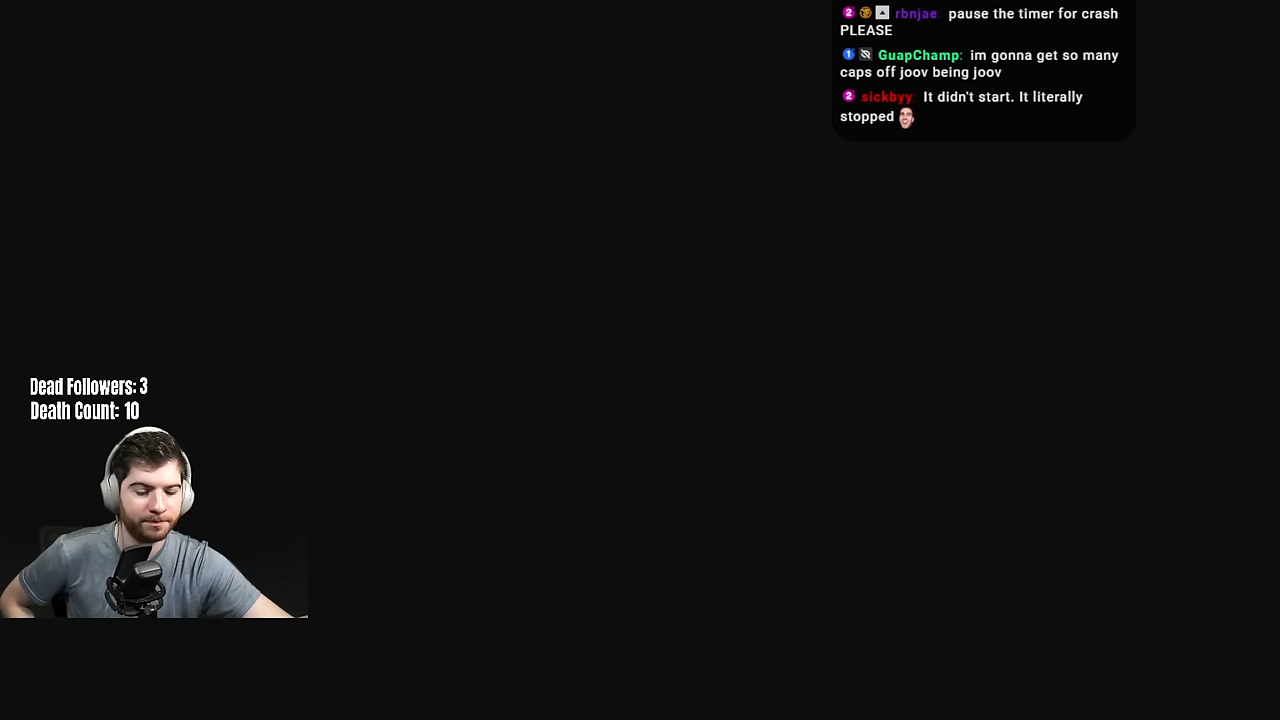 rbnjae: pause the timer for crash
PLEASE
GuapChamp: im gonna get so many
caps off joov being joov
sickbyy: It didn't start. It literally
stopped
Dead Followers: 3
Death Count: 10